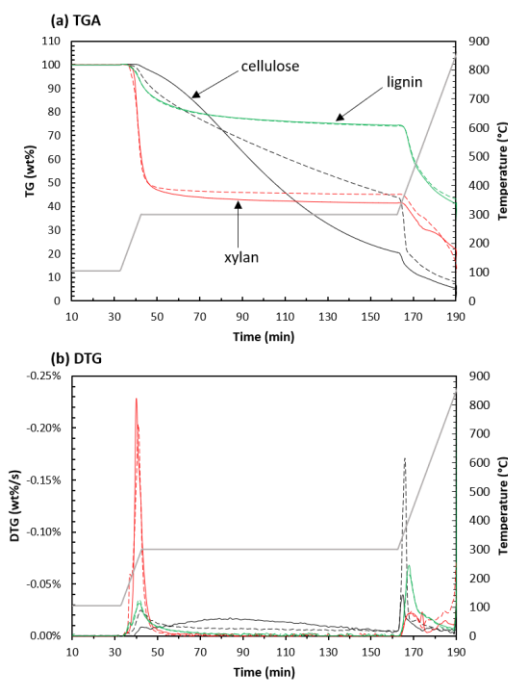 (a) TGA
110
100
90
80
70
60
50
40
30
20
10
0
TG (wt%)
cellulose
lignin
xylan
900
800
700
600
500
400
300
200
100
0
Temperature (°C)
10 30 50 70 90 110 130 150 170 190
Time (min)
(b) DTG
-0.25%
-0.20%
-0.15%
-0.10%
-0.05%
0.00%
DTG (wt%/s)
900
800
700
600
500
400
300
200
100
0
Temperature (°C)
10 30 50 70 90 110 130 150 170 190
Time (min)